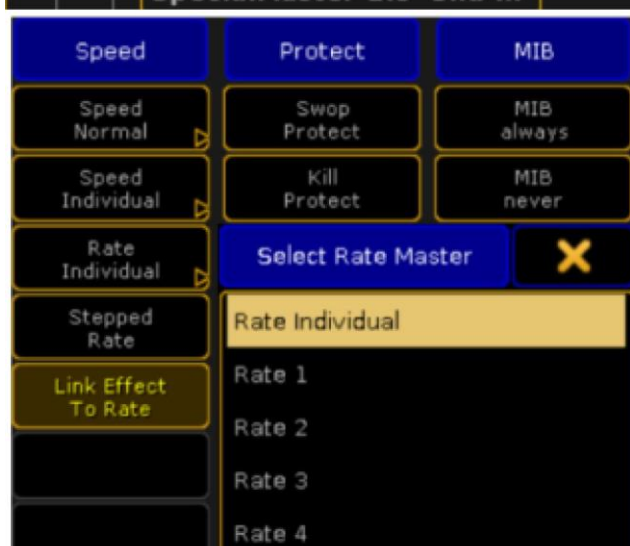 Speed Protect MIB
Speed
Normal
Swop
Protect
MIB
always
Speed
Individual
Kill
Protect
MIB
never
Rate
Individual
Select Rate Master
Stepped
Rate
Rate Individual
Link Effect
To Rate
Rate 1
Rate 2
Rate 3
Rate 4